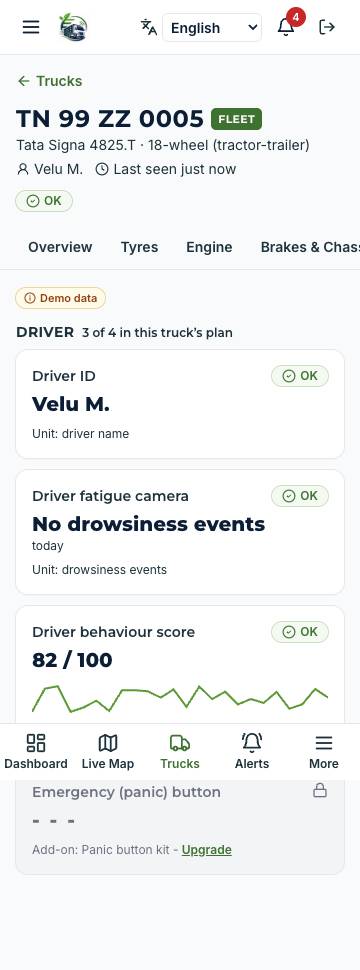 English
4
Trucks
TN 99 ZZ 0005 FLEET
Tata Signa 4825.T · 18-wheel (tractor-trailer)
Velu M. Last seen just now
OK
Overview Tyres Engine Brakes & Chass
Demo data
DRIVER 3 of 4 in this truck's plan
Driver ID OK
Velu M.
Unit: driver name
Driver fatigue camera OK
No drowsiness events
today
Unit: drowsiness events
Driver behaviour score OK
82 / 100
Dashboard Live Map Trucks Alerts More
Emergency (panic) button
- - -
Add-on: Panic button kit - Upgrade